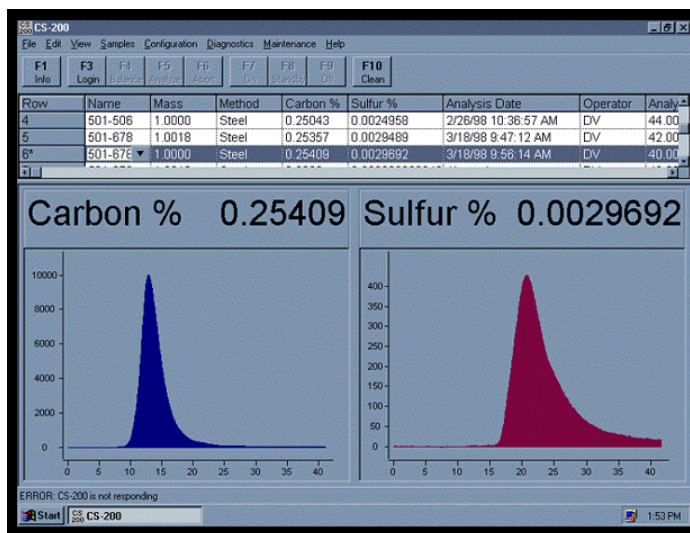 CS-200
File Edit View Samples Configuration Diagnostics Maintenance Help
F1 F3 F4 F5 F6 F7 F8 F9 F10
Info Login Balance Analyze Abort On Standby Off Clean
Row Name Mass Method Carbon % Sulfur % Analysis Date Operator Analy
4 501-506 1.0000 Steel 0.25043 0.0024958 2/26/98 10:36:57 AM DV 44.00
5 501-678 1.0018 Steel 0.25357 0.0029489 3/18/98 9:47:12 AM DV 42.00
6* 501-678 1.0000 Steel 0.25409 0.0029692 3/18/98 9:56:14 AM DV 40.00
Carbon % 0.25409 Sulfur % 0.0029692
10000
8000
6000
4000
2000
0
0 5 10 15 20 25 30 35 40
400
350
300
250
200
150
100
50
0
0 5 10 15 20 25 30 35 40
ERROR: CS-200 is not responding
Start CS 200 CS-200 1:53 PM